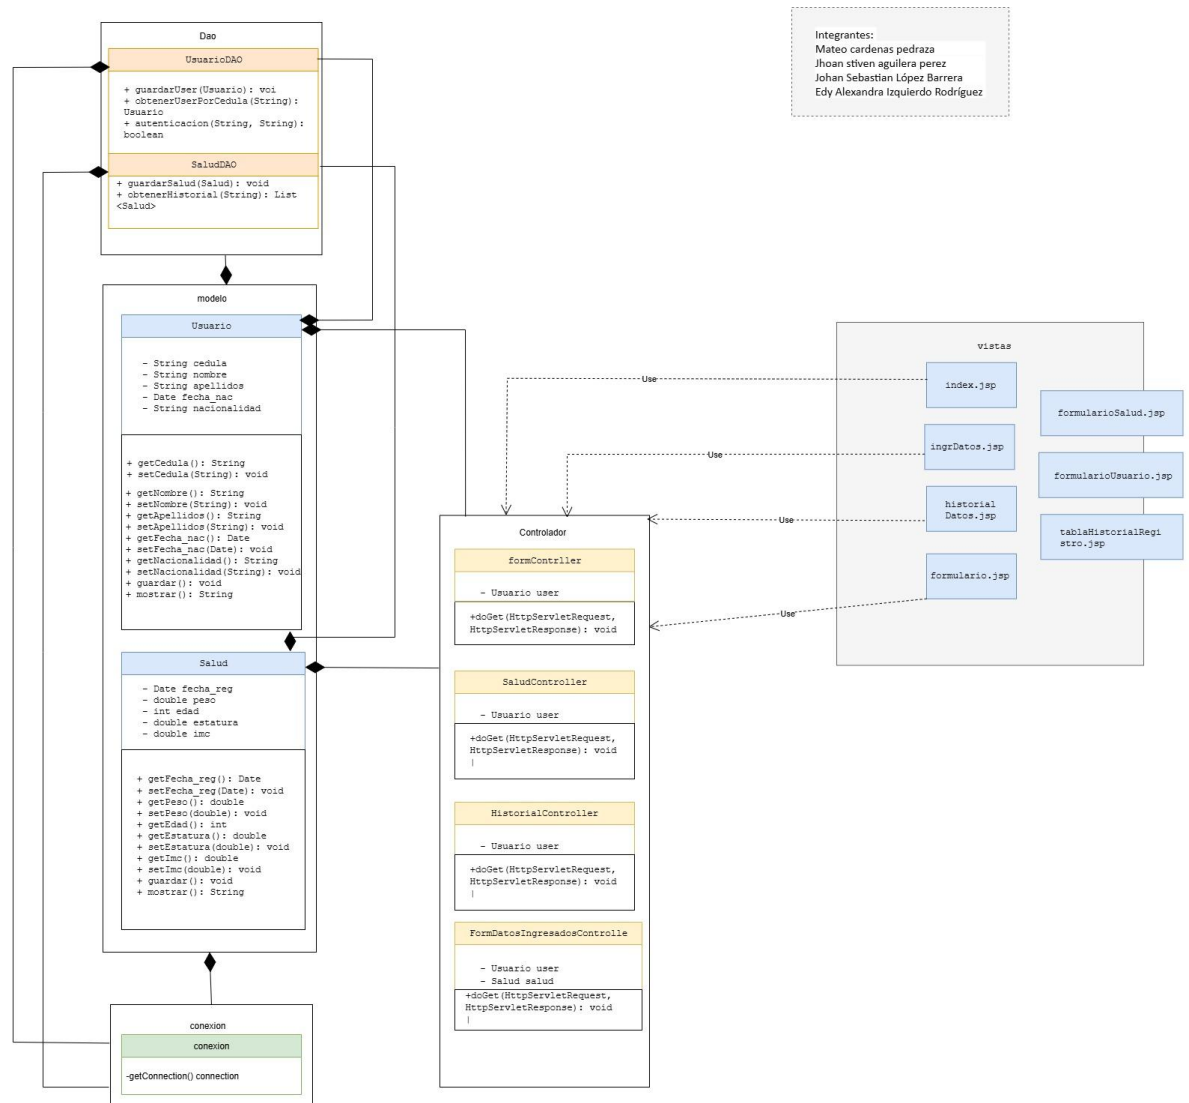 Integrantes:
Mateo cardenas pedraza
Jhoan stiven aguilera perez
Johan Sebastian López Barrera
Edy Alexandra Izquierdo Rodríguez
Dao
UsuarioDAO
+ guardarUser(Usuario): voi
+ obtenerUserPorCedula(String):
Usuario
+ autenticacion(String, String):
boolean
SaludDAO
+ guardarSalud(Salud): void
+ obtenerHistorial(String): List
<Salud>
modelo
Usuario
- String cedula
- String nombre
- String apellidos
- Date fecha_nac
- String nacionalidad
+ getCedula(): String
+ setCedula(String): void
+ getNombre(): String
+ setNombre(String): void
+ getApellidos(): String
+ setApellidos(String): void
+ getFecha_nac(): Date
+ setFecha_nac(Date): void
+ getNacionalidad(): String
+ setNacionalidad(String): void
+ guardar(): void
+ mostrar(): String
Salud
- Date fecha_reg
- double peso
- int edad
- double estatura
- double imc
+ getFecha_reg(): Date
+ setFecha_reg(Date): void
+ getPeso(): double
+ setPeso(double): void
+ getEdad(): int
+ getEstatura(): double
+ setEstatura(double): void
+ getImc(): double
+ setImc(double): void
+ guardar(): void
+ mostrar(): String
conexion
conexion
-getConnection() connection
Controlador
formContrller
- Usuario user
+doGet(HttpServletRequest,
HttpServletResponse): void
SaludController
- Usuario user
+doGet(HttpServletRequest,
HttpServletResponse): void
|
HistorialController
- Usuario user
+doGet(HttpServletRequest,
HttpServletResponse): void
|
FormDatosIngresadosControlle
- Usuario user
- Salud salud
+doGet(HttpServletRequest,
HttpServletResponse): void
|
Use
Use
Use
Use
vistas
index.jsp
ingrDatos.jsp
historial
Datos.jsp
formulario.jsp
formularioSalud.jsp
formularioUsuario.jsp
tablaHistorialRegi
stro.jsp